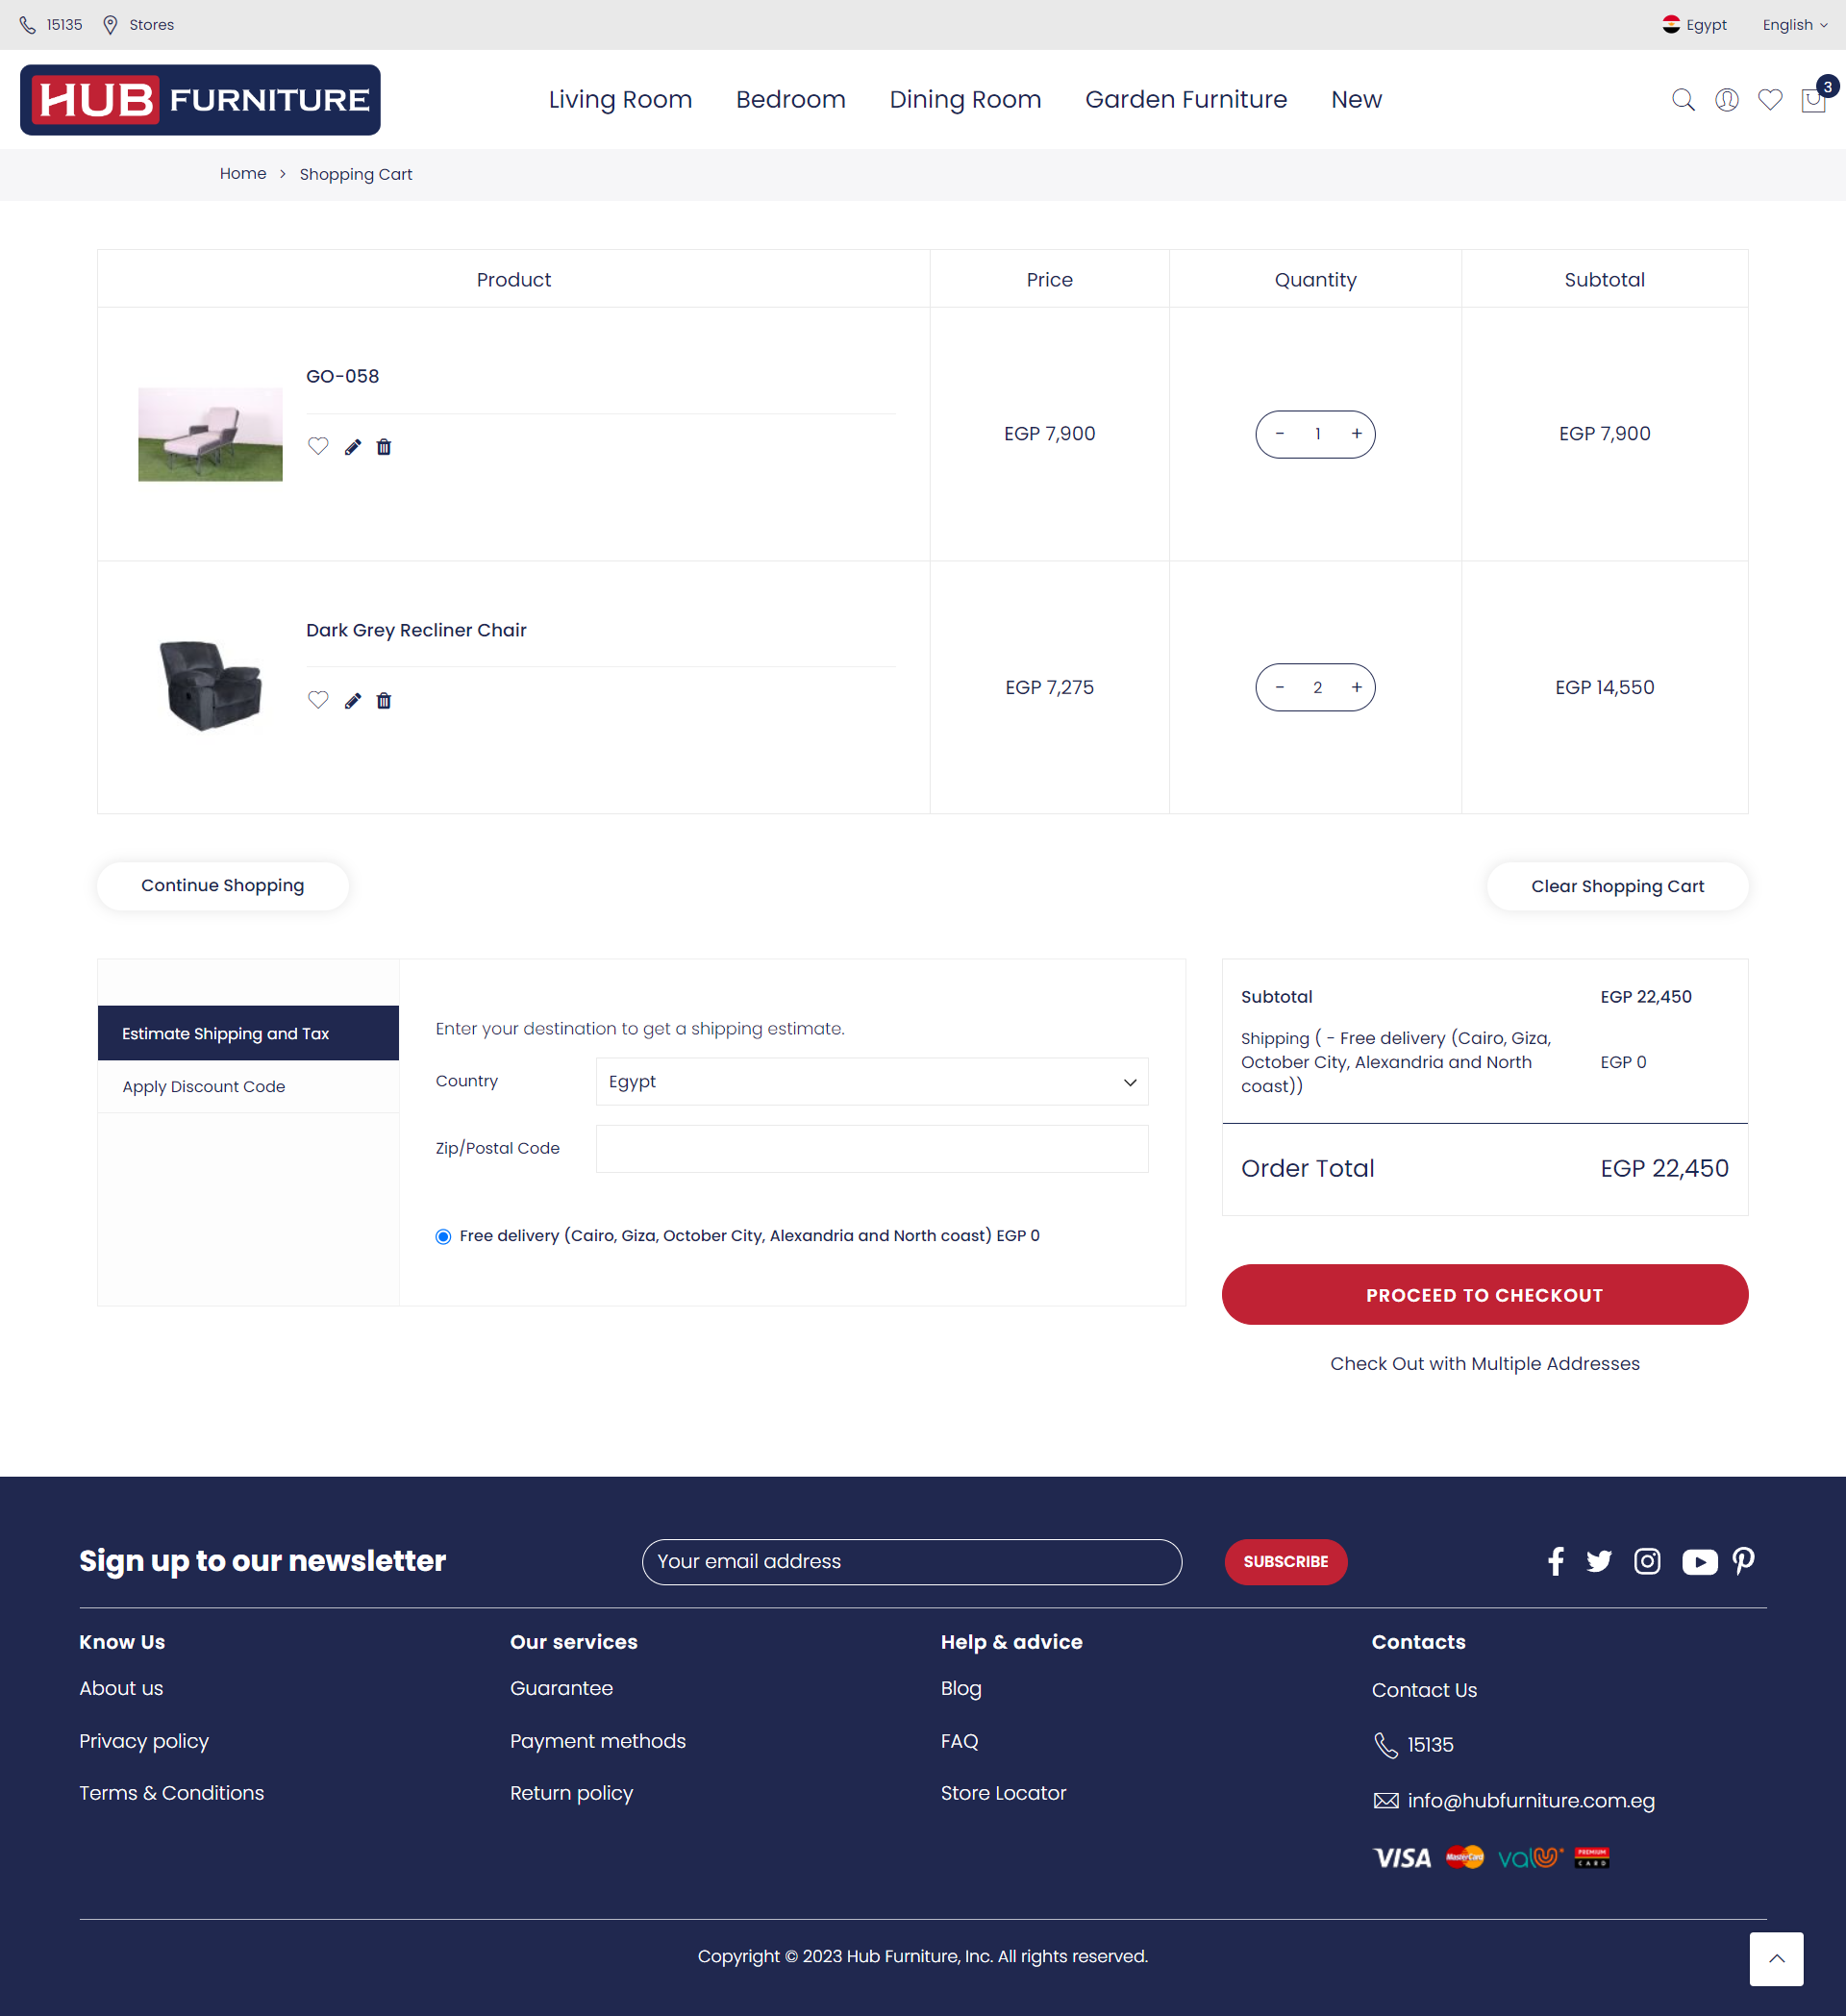 15135
Stores
Egypt
English
HUB FURNITURE
Living Room
Bedroom
Dining Room
Garden Furniture
New
3
Home
Shopping Cart
Product
Price
Quantity
Subtotal
GO-058
EGP 7,900
- 1 +
EGP 7,900
Dark Grey Recliner Chair
EGP 7,275
- 2 +
EGP 14,550
Continue Shopping
Clear Shopping Cart
Estimate Shipping and Tax
Apply Discount Code
Enter your destination to get a shipping estimate.
Country
Egypt
Zip/Postal Code
Free delivery (Cairo, Giza, October City, Alexandria and North coast) EGP 0
Subtotal
EGP 22,450
Shipping ( - Free delivery (Cairo, Giza,
October City, Alexandria and North
coast))
EGP 0
Order Total
EGP 22,450
PROCEED TO CHECKOUT
Check Out with Multiple Addresses
Sign up to our newsletter
Your email address
SUBSCRIBE
Know Us
About us
Privacy policy
Terms & Conditions
Our services
Guarantee
Payment methods
Return policy
Help & advice
Blog
FAQ
Store Locator
Contacts
Contact Us
15135
info@hubfurniture.com.eg
VISA
MasterCard
valU
PREMIUM
CARD
Copyright © 2023 Hub Furniture, Inc. All rights reserved.